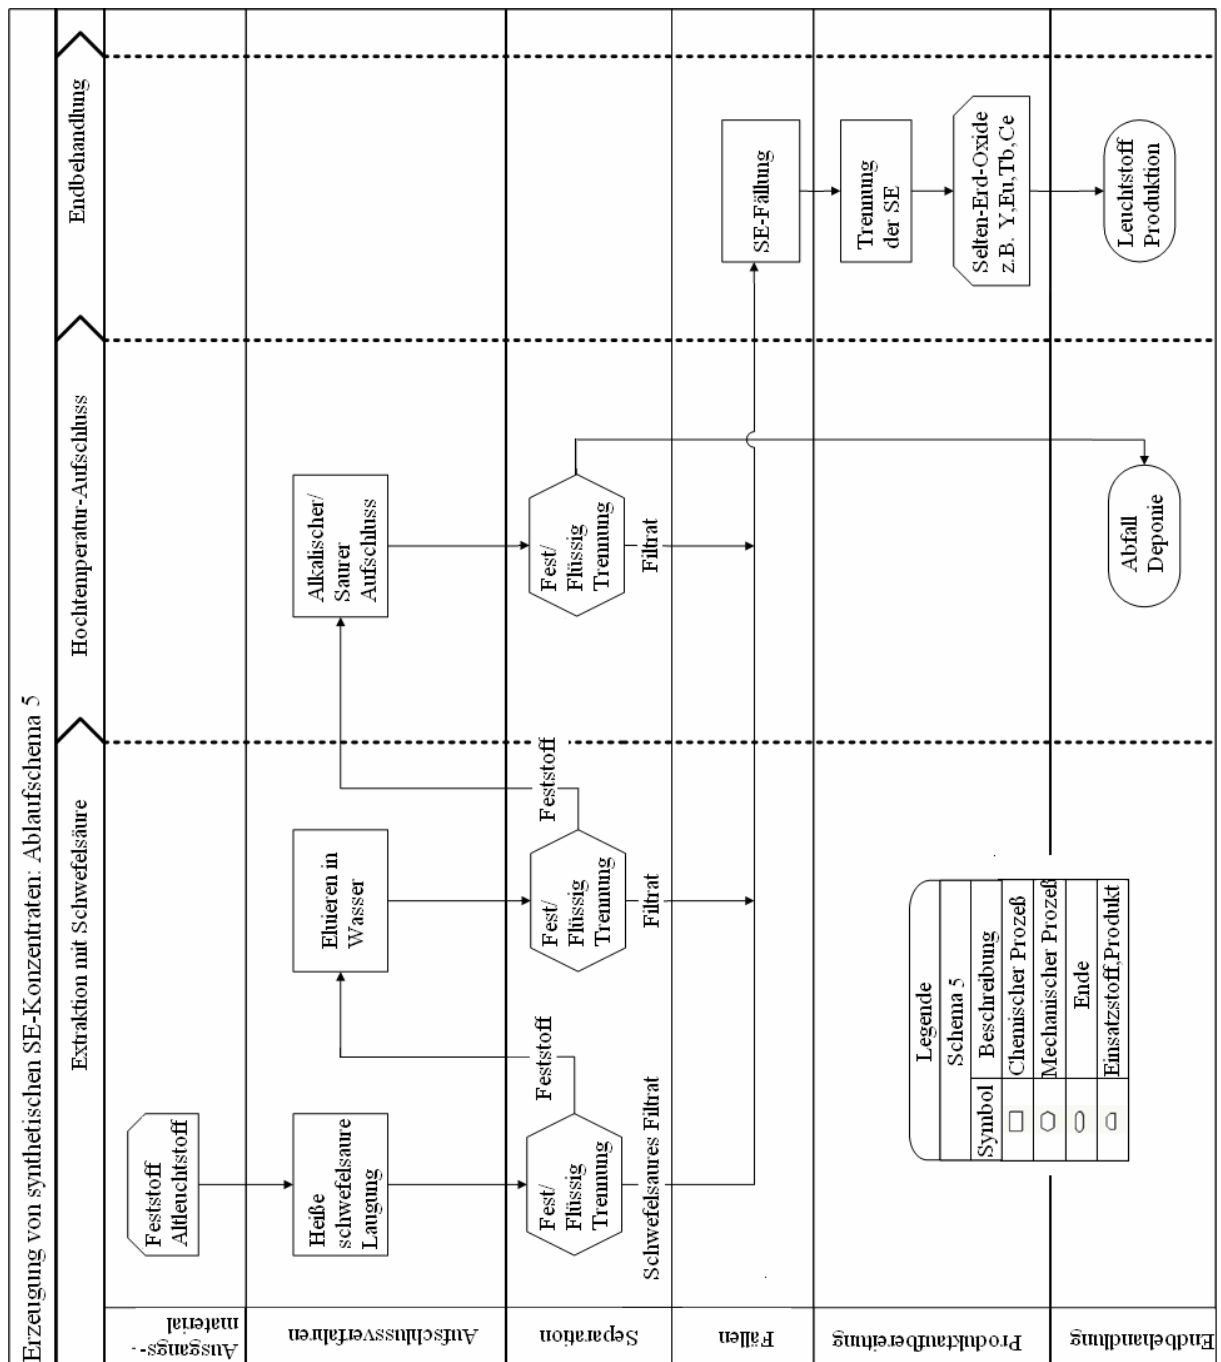 Erzeugung von synthetischen SE-Konzentraten: Ablaufschema 5
Extraktion mit Schwefelsäure
Hochtemperatur-Aufschluss
Endbehandlung
Ausgangs-
material
Feststoff
Altleuchtstoff
Aufschlussverfahren
Heiße
schwefelsaure
Laugung
Eluieren in
Wasser
Alkalischer/
Saurer
Aufschluss
Separation
Fest/
Flüssig
Trennung
Feststoff
Fest/
Flüssig
Trennung
Feststoff
Fest/
Flüssig
Trennung
Schwefelsaures Filtrat
Filtrat
Filtrat
Fällen
SE-Fällung
Produktaufbereitung
Trennung
der SE
Selten-Erd-Oxide
z.B. Y,Eu,Tb,Ce
Endbehandlung
Abfall
Deponie
Leuchtstoff
Produktion
Legende
Schema 5
Symbol Beschreibung
Chemischer Prozeß
Mechanischer Prozeß
Ende
Einsatzstoff,Produkt